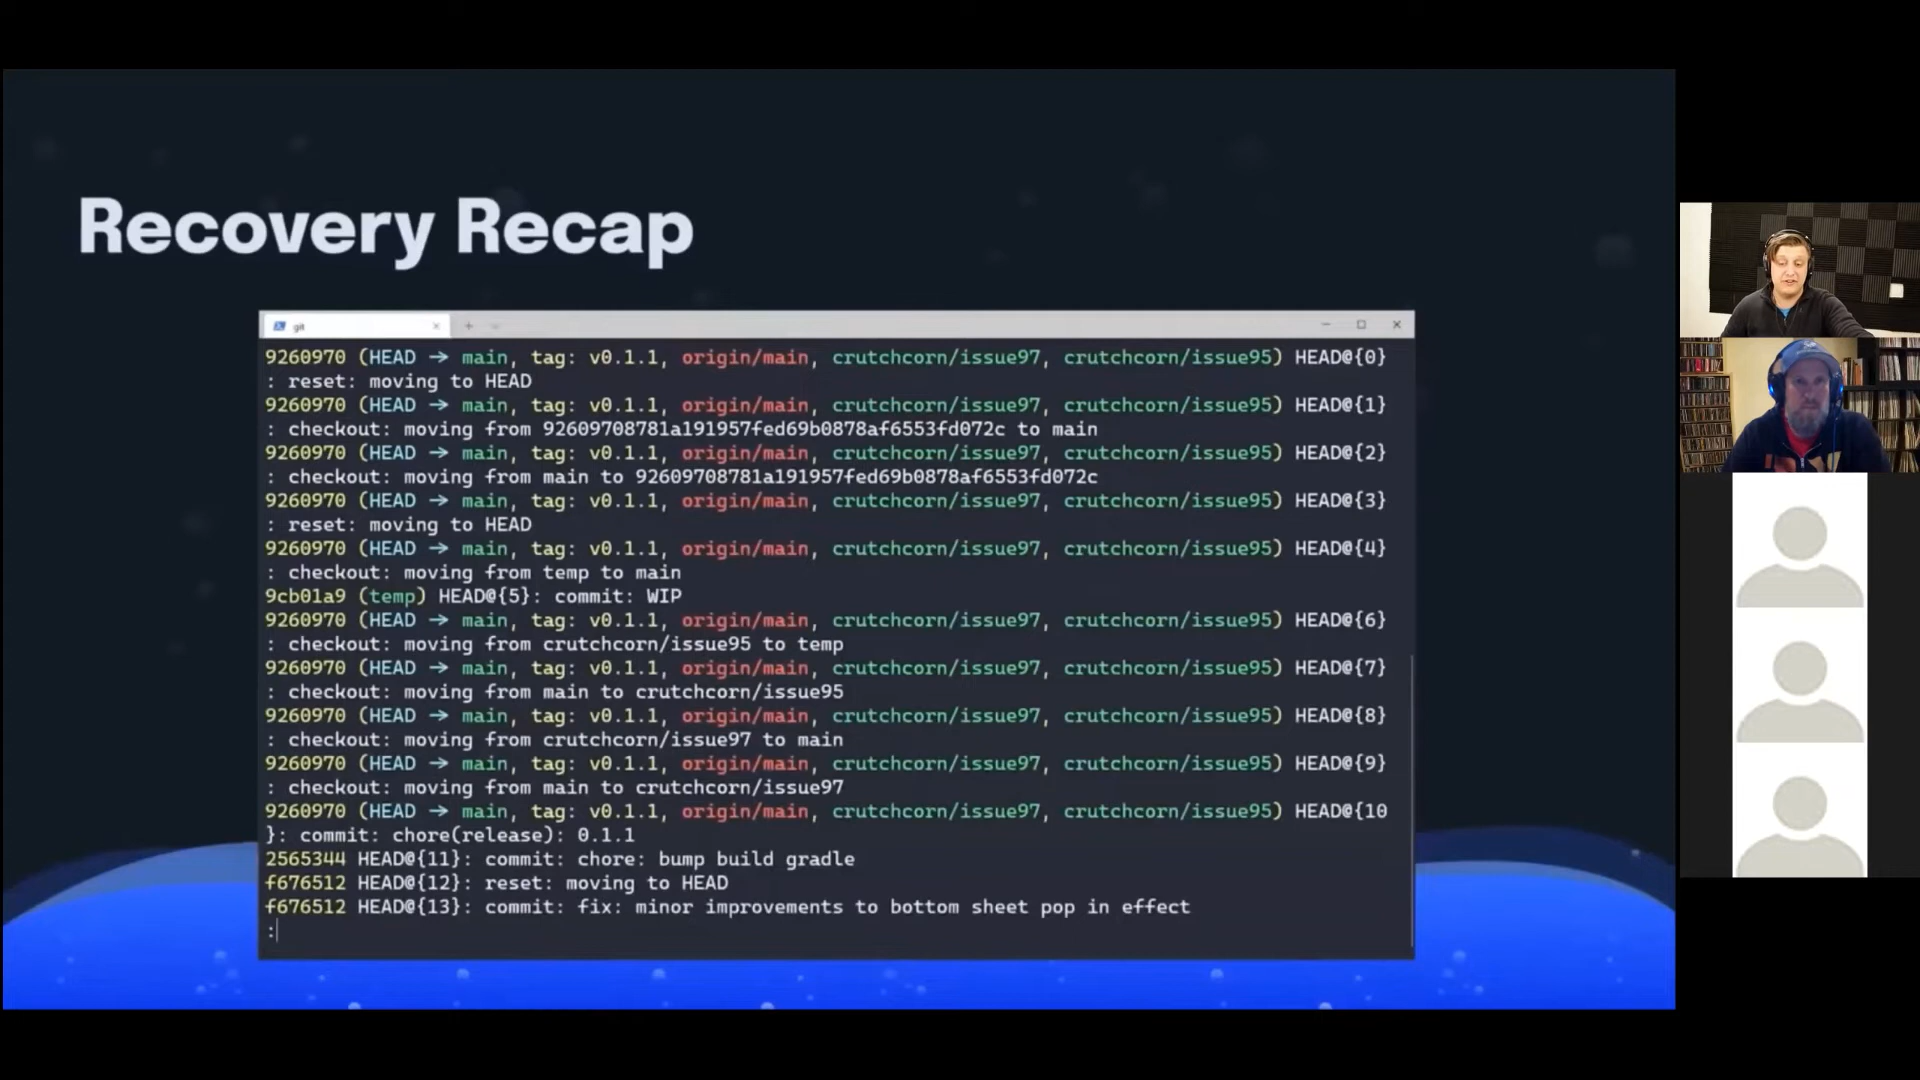 Recovery Recap
git
9260970 (HEAD → main, tag: v0.1.1, origin/main, crutchcorn/issue97, crutchcorn/issue95) HEAD@{0}
: reset: moving to HEAD
9260970 (HEAD → main, tag: v0.1.1, origin/main, crutchcorn/issue97, crutchcorn/issue95) HEAD@{1}
: checkout: moving from 92609708781a191957fed69b0878af6553fd072c to main
9260970 (HEAD → main, tag: v0.1.1, origin/main, crutchcorn/issue97, crutchcorn/issue95) HEAD@{2}
: checkout: moving from main to 92609708781a191957fed69b0878af6553fd072c
9260970 (HEAD → main, tag: v0.1.1, origin/main, crutchcorn/issue97, crutchcorn/issue95) HEAD@{3}
: reset: moving to HEAD
9260970 (HEAD → main, tag: v0.1.1, origin/main, crutchcorn/issue97, crutchcorn/issue95) HEAD@{4}
: checkout: moving from temp to main
9cb01a9 (temp) HEAD@{5}: commit: WIP
9260970 (HEAD → main, tag: v0.1.1, origin/main, crutchcorn/issue97, crutchcorn/issue95) HEAD@{6}
: checkout: moving from crutchcorn/issue95 to temp
9260970 (HEAD → main, tag: v0.1.1, origin/main, crutchcorn/issue97, crutchcorn/issue95) HEAD@{7}
: checkout: moving from main to crutchcorn/issue95
9260970 (HEAD → main, tag: v0.1.1, origin/main, crutchcorn/issue97, crutchcorn/issue95) HEAD@{8}
: checkout: moving from crutchcorn/issue97 to main
9260970 (HEAD → main, tag: v0.1.1, origin/main, crutchcorn/issue97, crutchcorn/issue95) HEAD@{9}
: checkout: moving from main to crutchcorn/issue97
9260970 (HEAD → main, tag: v0.1.1, origin/main, crutchcorn/issue97, crutchcorn/issue95) HEAD@{10
}: commit: chore(release): 0.1.1
2565344 HEAD@{11}: commit: chore: bump build gradle
f676512 HEAD@{12}: reset: moving to HEAD
f676512 HEAD@{13}: commit: fix: minor improvements to bottom sheet pop in effect
: